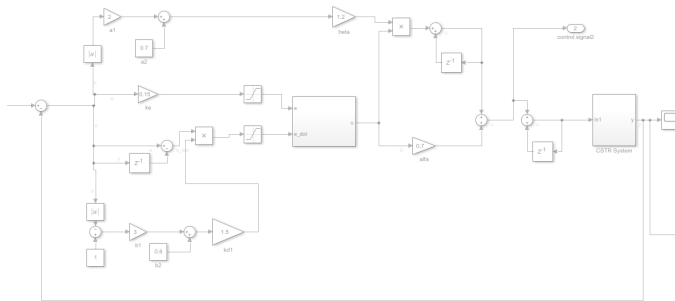 2
a1
0.7
a2
1.2
beta
×
2
control signal2
|u|
z-1
0.15
ke
e
e_dot
u
×
z-1
0.7
alfa
In1
y
CSTR System
z-1
|u|
3
b1
1
0.6
b2
1.5
kd1